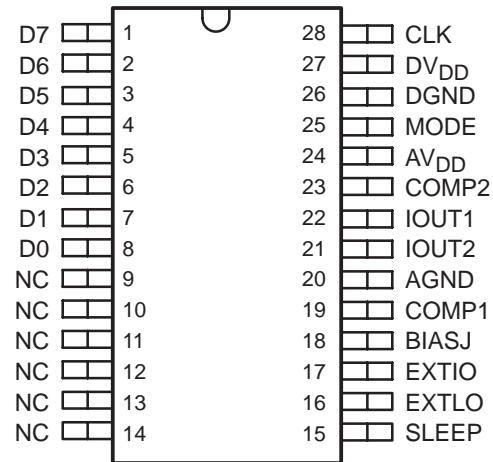 D7 1 28 CLK
D6 2 27 DVDD
D5 3 26 DGND
D4 4 25 MODE
D3 5 24 AVDD
D2 6 23 COMP2
D1 7 22 IOUT1
D0 8 21 IOUT2
NC 9 20 AGND
NC 10 19 COMP1
NC 11 18 BIASJ
NC 12 17 EXTIO
NC 13 16 EXTLO
NC 14 15 SLEEP